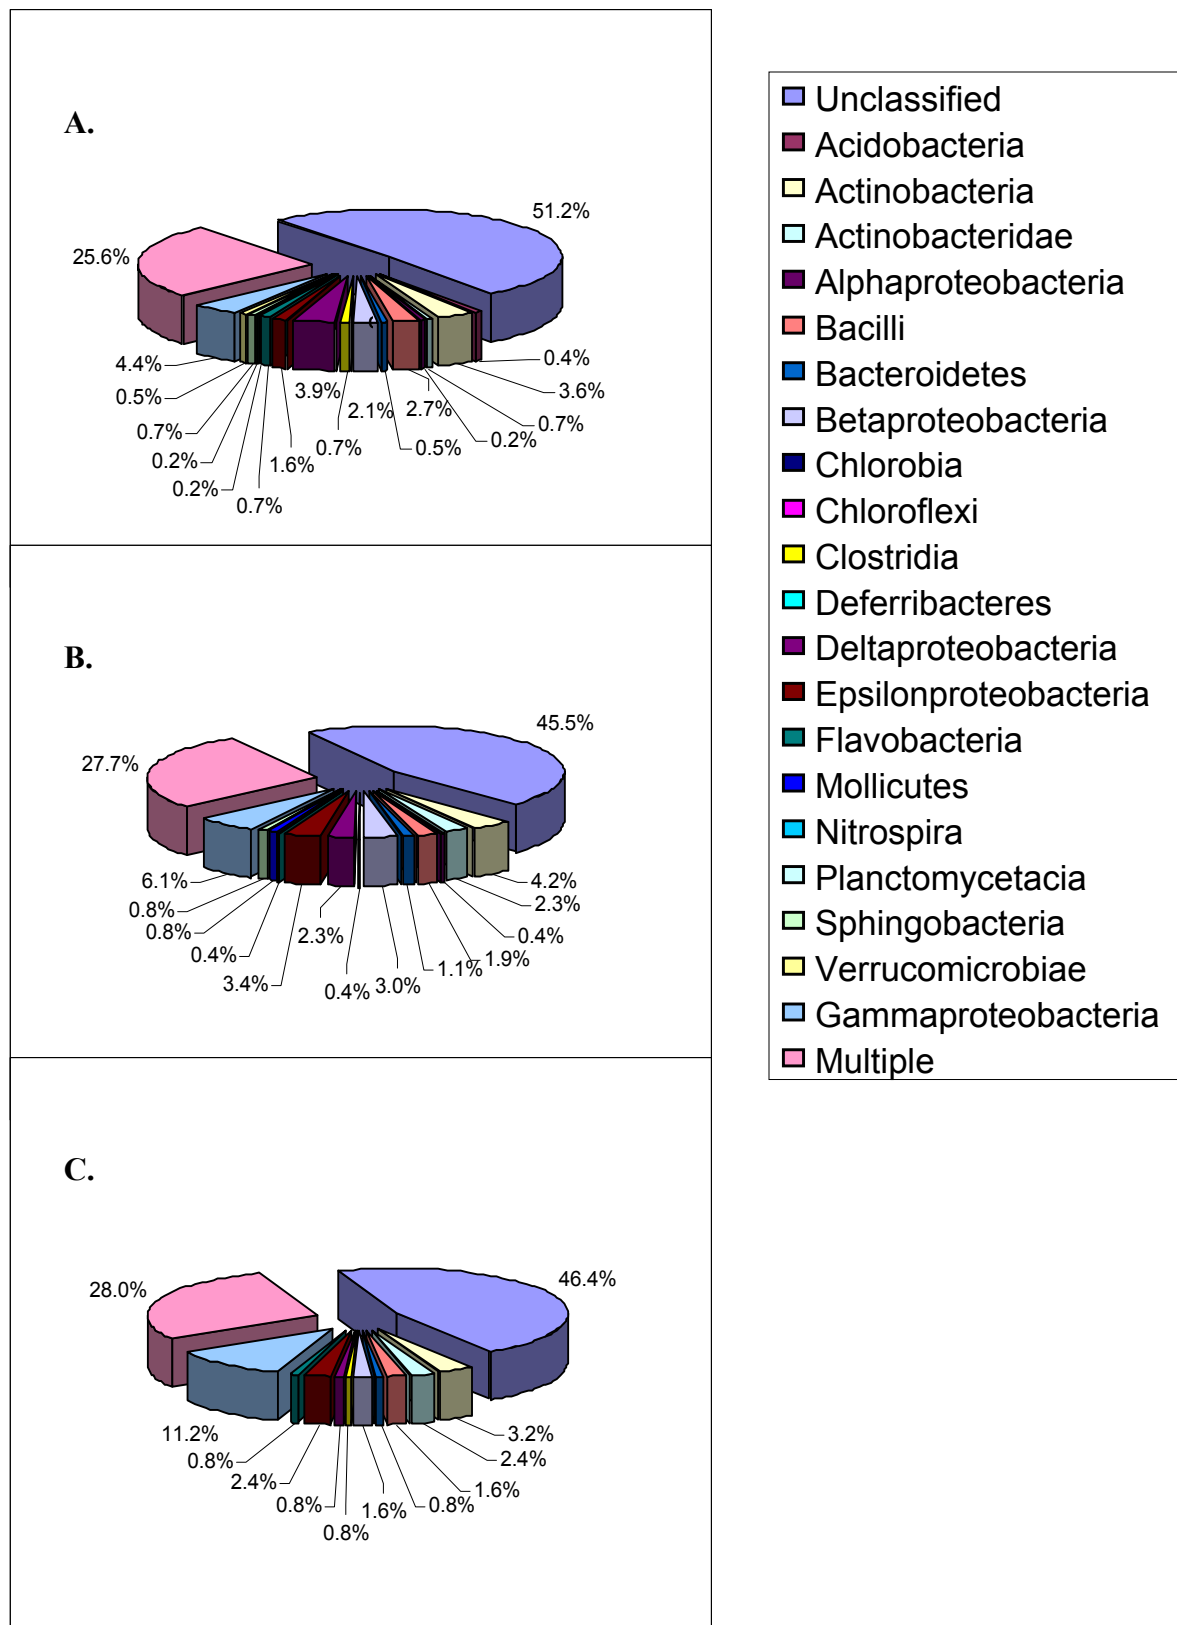 A.
51.2%
25.6%
0.4%
4.4%
3.6%
3.9%
0.5%
2.1%
2.7%
0.7%
0.7%
0.7%
0.2%
0.5%
0.2%
1.6%
0.2%
0.7%
B.
45.5%
27.7%
6.1%
4.2%
0.8%
2.3%
0.8%
2.3%
0.4%
0.4%
1.9%
1.1%
3.4%
0.4%
3.0%
C.
46.4%
28.0%
11.2%
3.2%
0.8%
2.4%
2.4%
1.6%
0.8%
1.6%
0.8%
0.8%
Unclassified
Acidobacteria
Actinobacteria
Actinobacteridae
Alphaproteobacteria
Bacilli
Bacteroidetes
Betaproteobacteria
Chlorobia
Chloroflexi
Clostridia
Deferribacteres
Deltaproteobacteria
Epsilonproteobacteria
Flavobacteria
Mollicutes
Nitrospira
Planctomycetacia
Sphingobacteria
Verrucomicrobiae
Gammaproteobacteria
Multiple